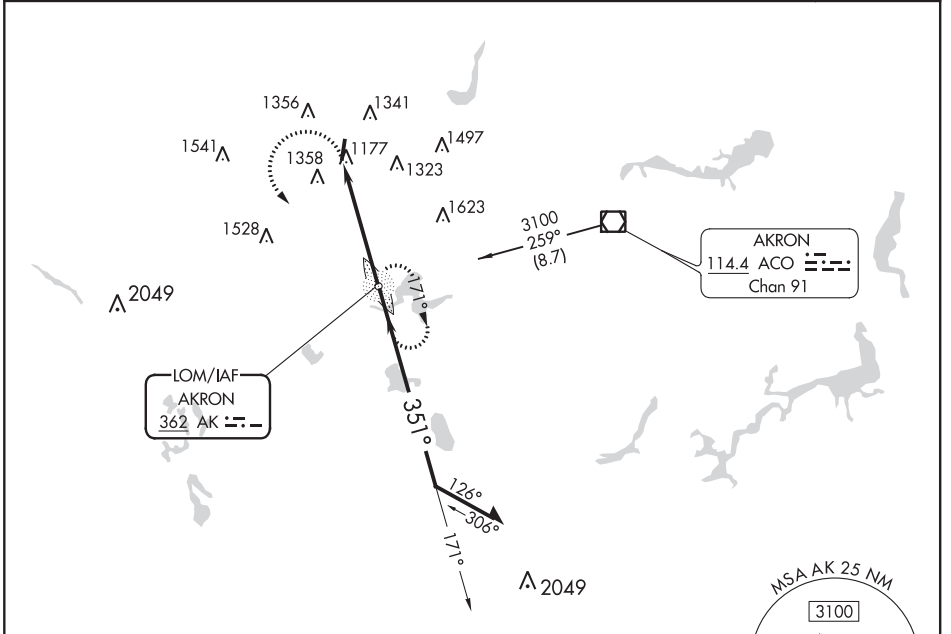 1356
1341
1541
1358
1177
1497
1323
1528
1623
3100
259°
(8.7)
AKRON
114.4 ACO
Chan 91
2049
171°
LOM/IAF
AKRON
362 AK
351°
126°
306°
171°
2049
MSA AK 25 NM
3100